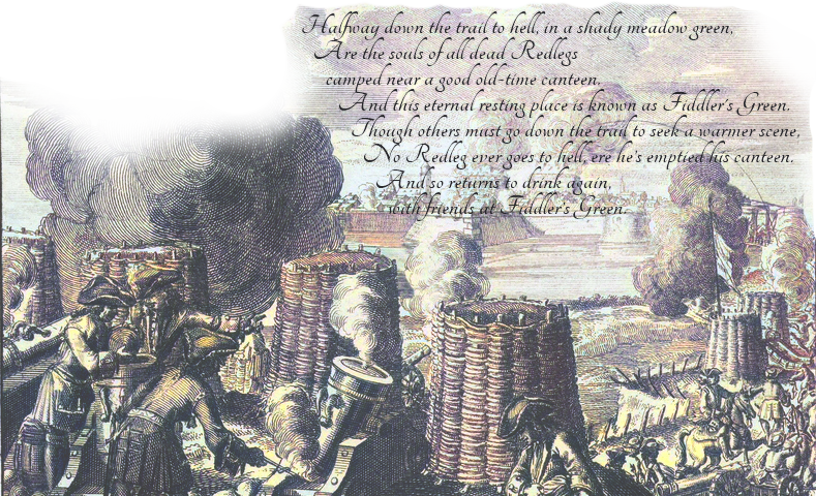 Halfway down the trail to hell, in a shady meadow green,
Are the souls of all dead Redlegs
camped near a good old-time canteen,
And this eternal resting place is known as Fiddler's Green.
Though others must go down the trail to seek a warmer scene,
No Redleg ever goes to hell, ere he's emptied his canteen.
And so returns to drink again,
with friends at Fiddler's Green.